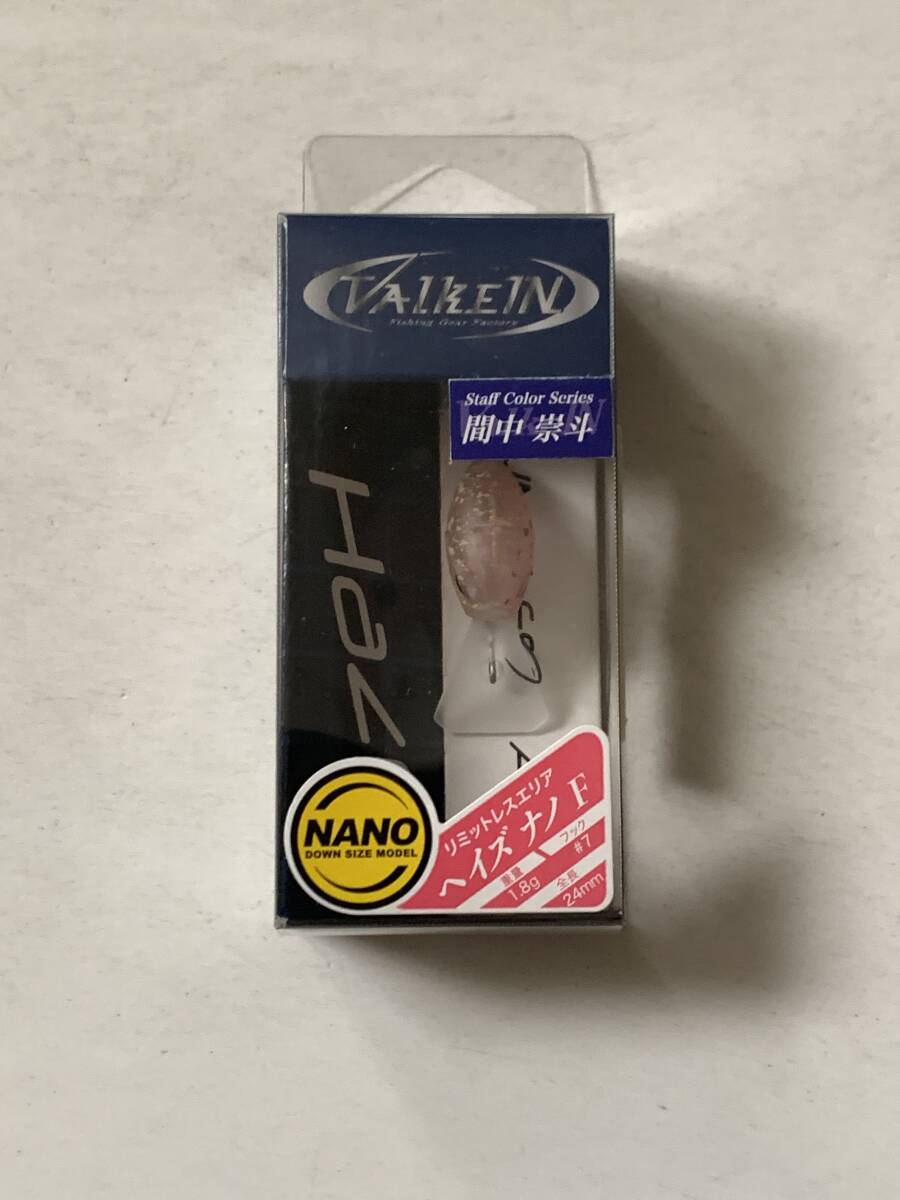 ValkeIN
Fishing Gear Factory
Staff Color Series
間中 崇斗
Haz
NANO
DOWN SIZE MODEL
リミットレスエリア
ヘイズ ナノ F
重量
1.8g
フック
#7
全長
24mm